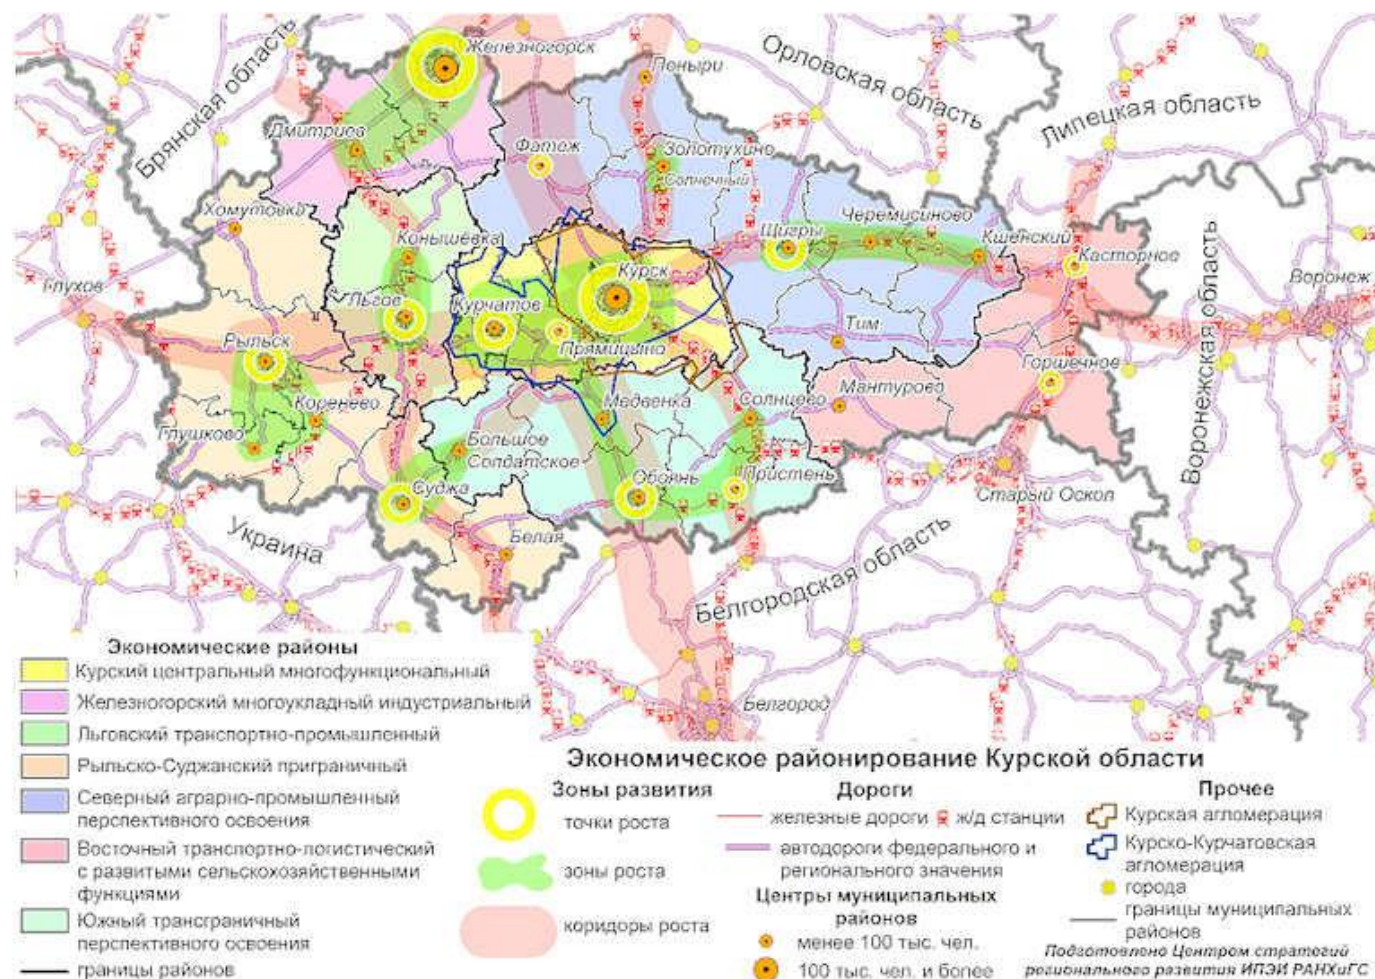 Железногорск
Поныри
Орловская область
Липецкая область
Брянская область
Дмитриев
Фатеж
Золотухино
Солнечный
Хомутовка
Конышёвка
Щигры
Черемисиново
Кшенский
Касторное
Воронеж
Воронежская область
Глухов
Льгов
Курчатов
Курск
Прямицыно
Тим
Рыльск
Горшечное
Коренево
Медвенка
Солнцево
Мантурово
Глушково
Большое
Солдатское
Суджа
Обоянь
Пристень
Старый Оскол
Украина
Белая
Белгородская область
Белгород
Экономические районы
Курский центральный многофункциональный
Железногорский многоукладный индустриальный
Льговский транспортно-промышленный
Рыльско-Суджанский приграничный
Северный аграрно-промышленный
перспективного освоения
Восточный транспортно-логистический
с развитыми сельскохозяйственными
функциями
Южный трансграничный
перспективного освоения
границы районов
Экономическое районирование Курской области
Зоны развития
точки роста
зоны роста
коридоры роста
Дороги
железные дороги
ж/д станции
автодороги федерального и
регионального значения
Центры муниципальных
районов
менее 100 тыс. чел.
100 тыс. чел. и более
Прочее
Курская агломерация
Курско-Курчатовская
агломерация
города
границы муниципальных
районов
Подготовлено Центром стратегий
регионального развития ИПЭИ РАНХиГС